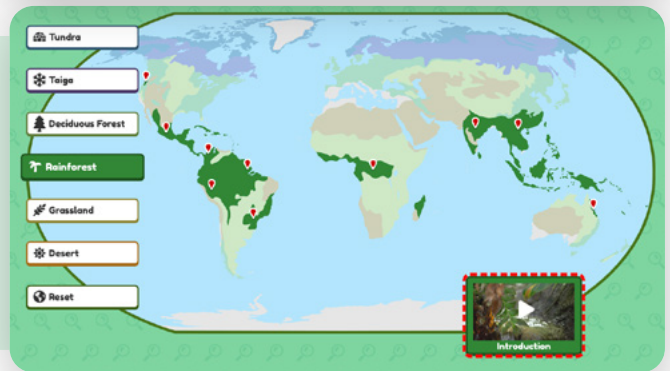 Tundra
Taiga
Deciduous Forest
Rainforest
Grassland
Desert
Reset
Introduction